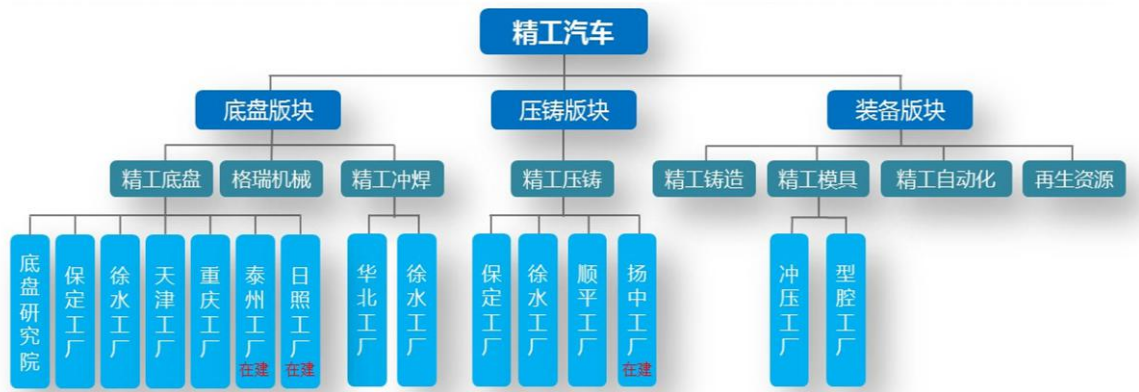 精工汽车
底盘版块
压铸版块
装备版块
精工底盘
格瑞机械
精工冲焊
精工压铸
精工铸造
精工模具
精工自动化
再生资源
底盘研究院
保定工厂
徐水工厂
天津工厂
重庆工厂
泰州工厂
在建
日照工厂
在建
华北工厂
徐水工厂
保定工厂
徐水工厂
顺平工厂
扬中工厂
在建
冲压工厂
型腔工厂